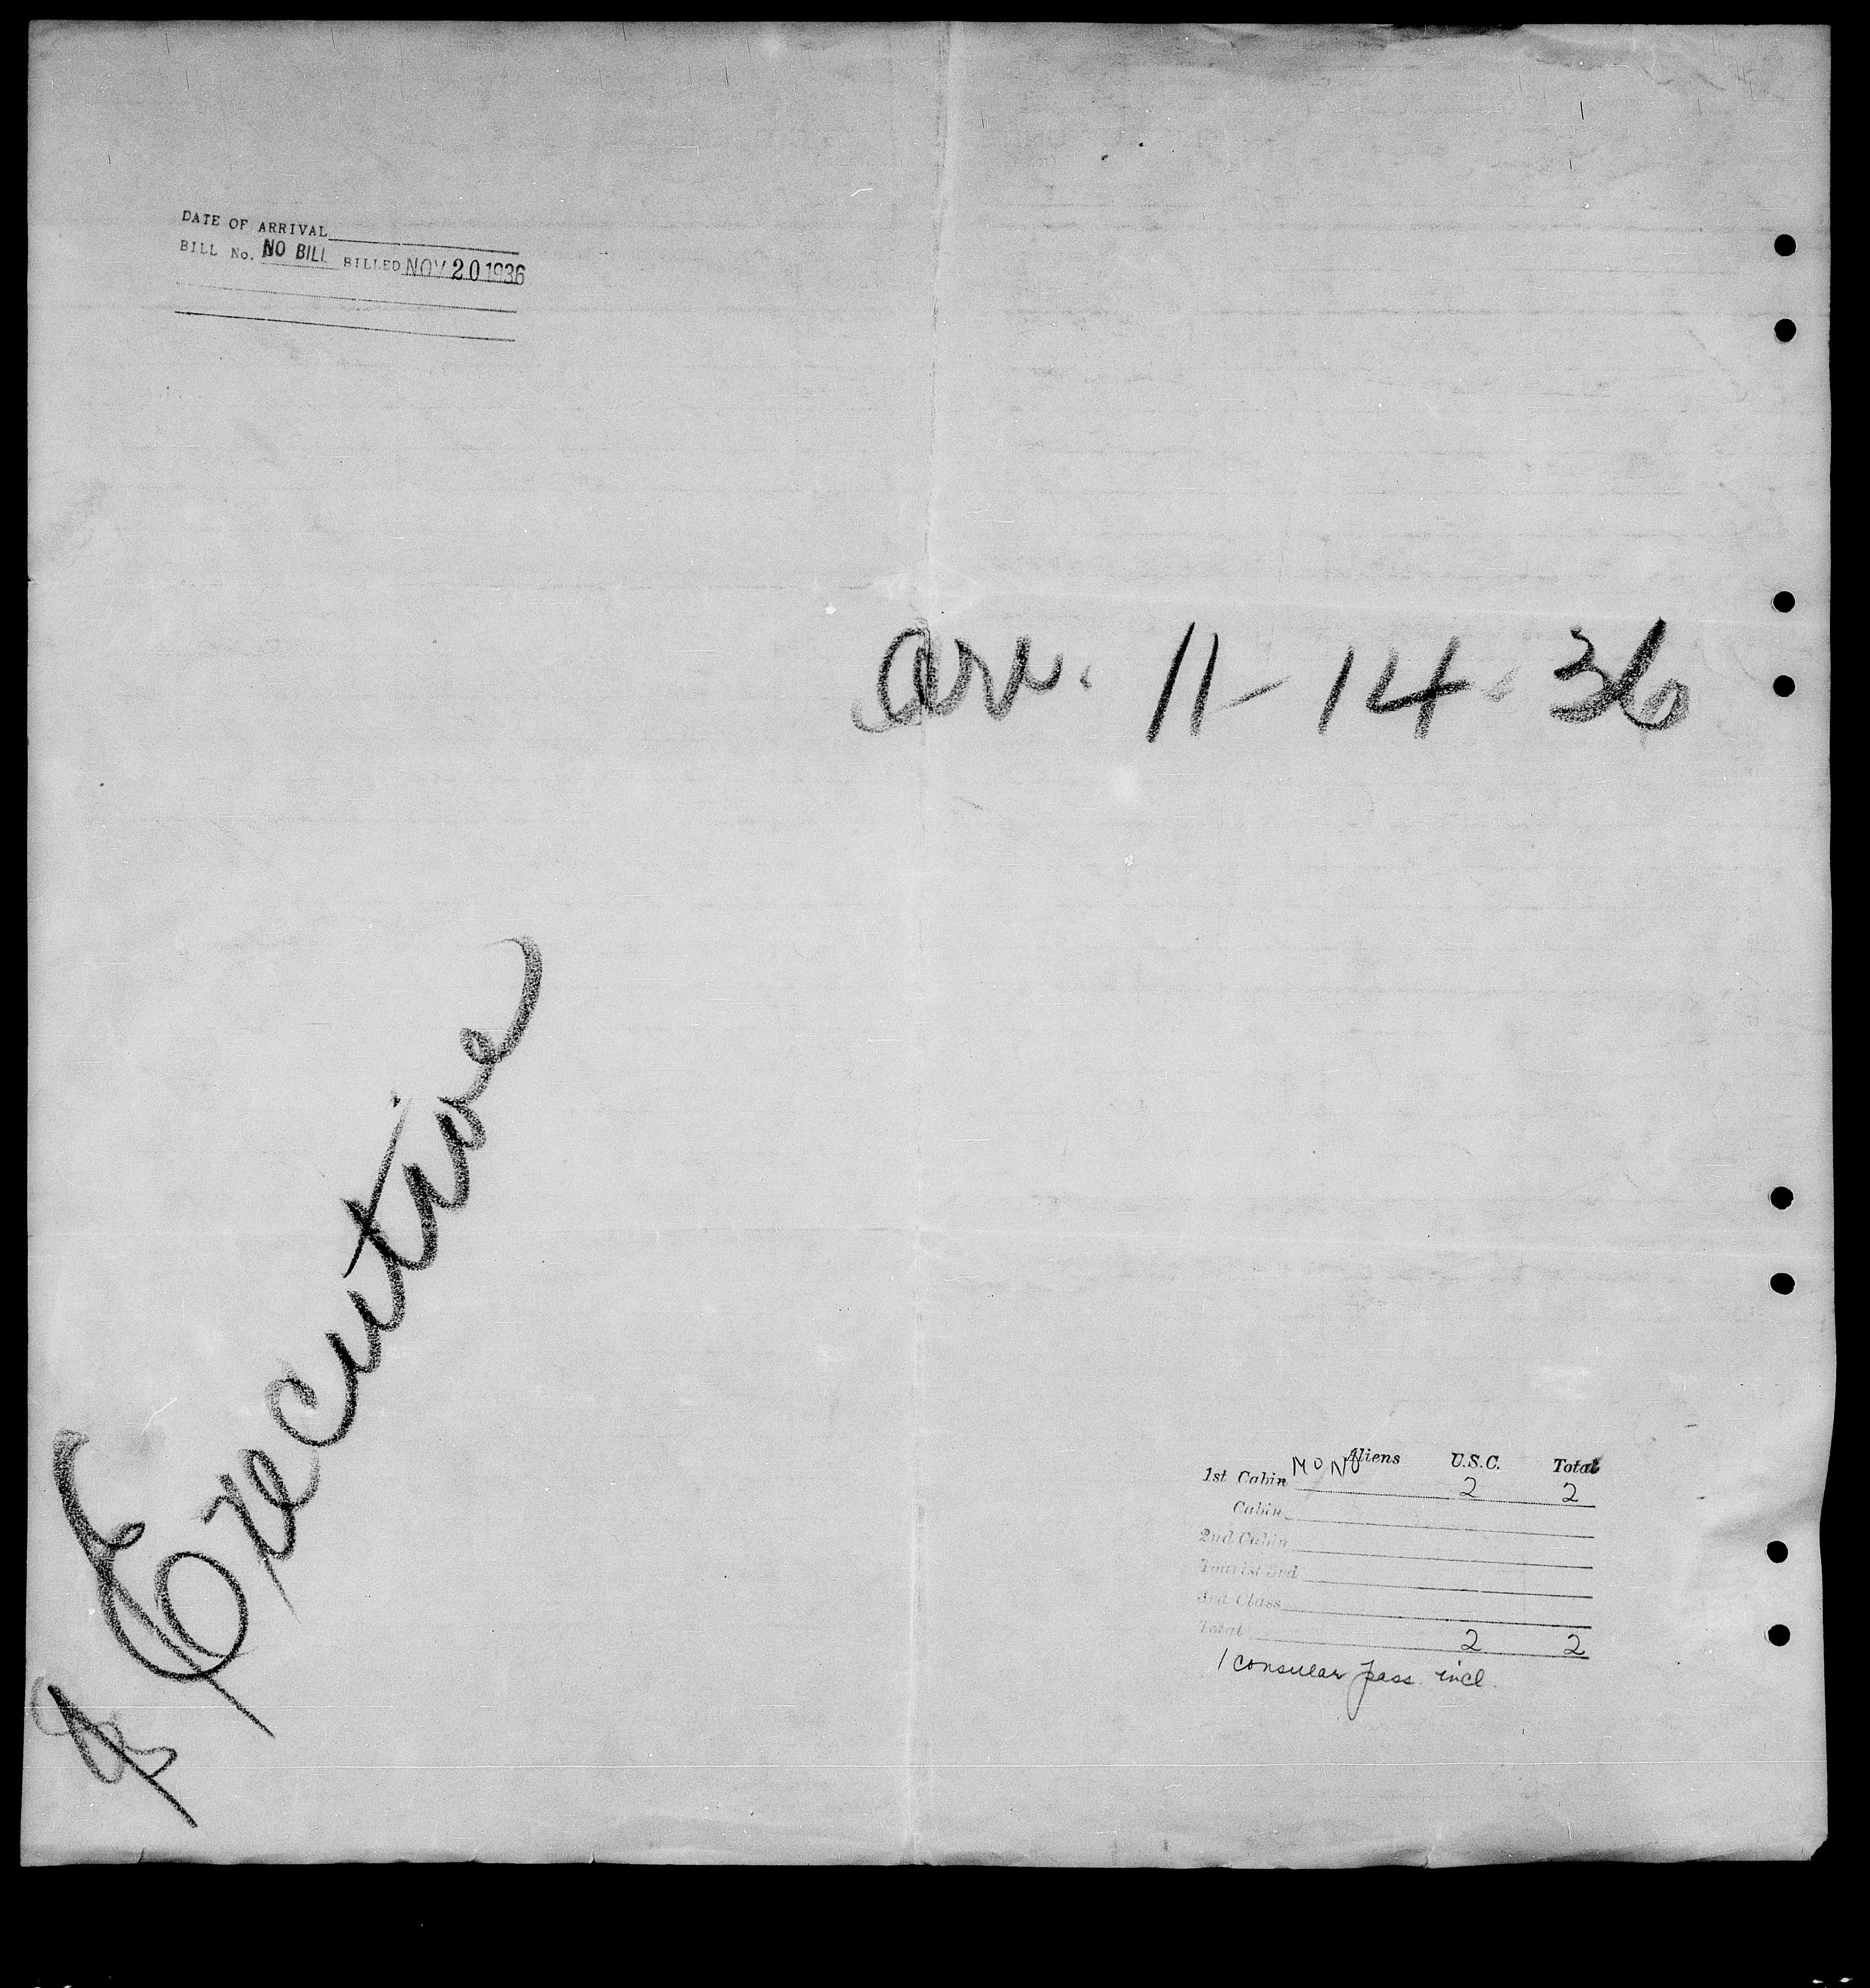 DATE OF ARRIVAL
BILL No. NO BILL BILLED NOV 20 1936
arr. 11-14-36
Executive
Aliens U.S.C. Total
1st Cabin 2 2
Cabin
2nd Cabin
Tourist 3rd
3rd Class
Total 2 2
1 consular pass. incl.